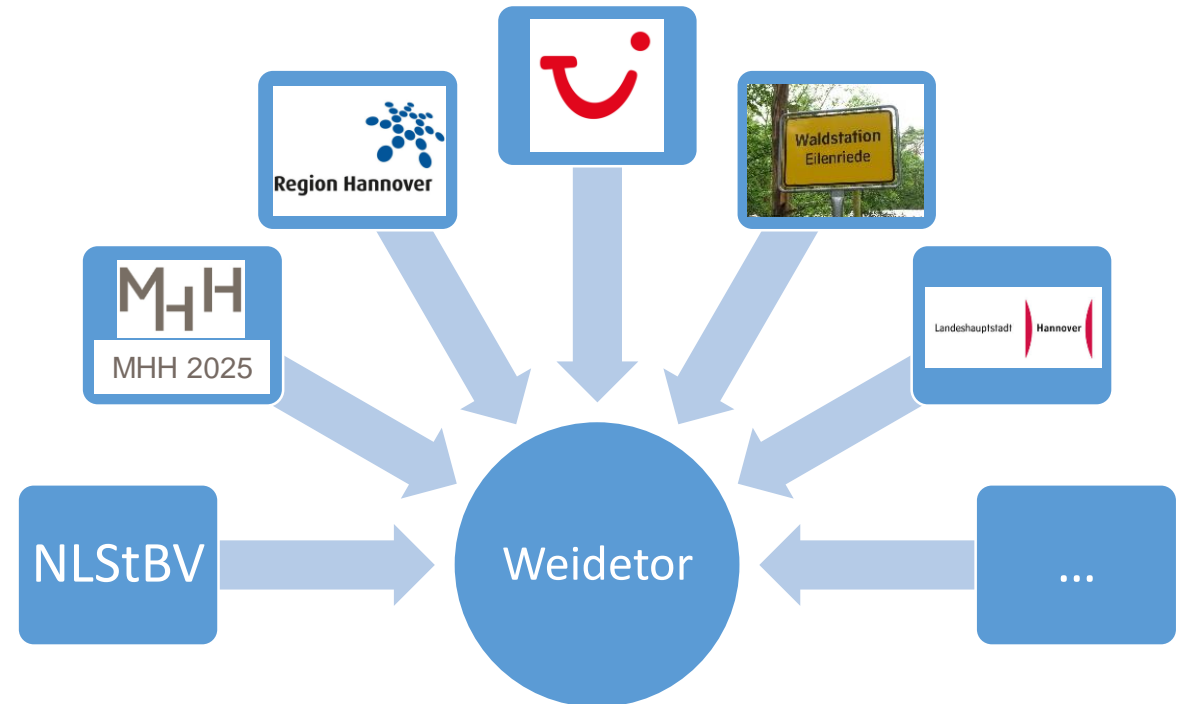 Region Hannover
Waldstation
Eilenriede
MHH
MHH 2025
Landeshauptstadt Hannover
NLStBV
Weidetor
...